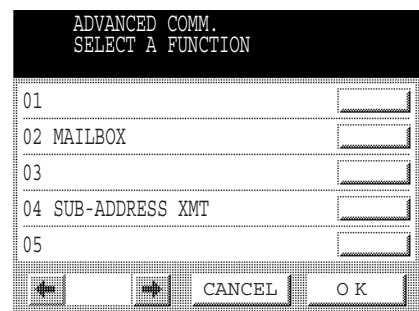 ADVANCED COMM.
SELECT A FUNCTION
01
02 MAILBOX
03
04 SUB-ADDRESS XMT
05
CANCEL OK